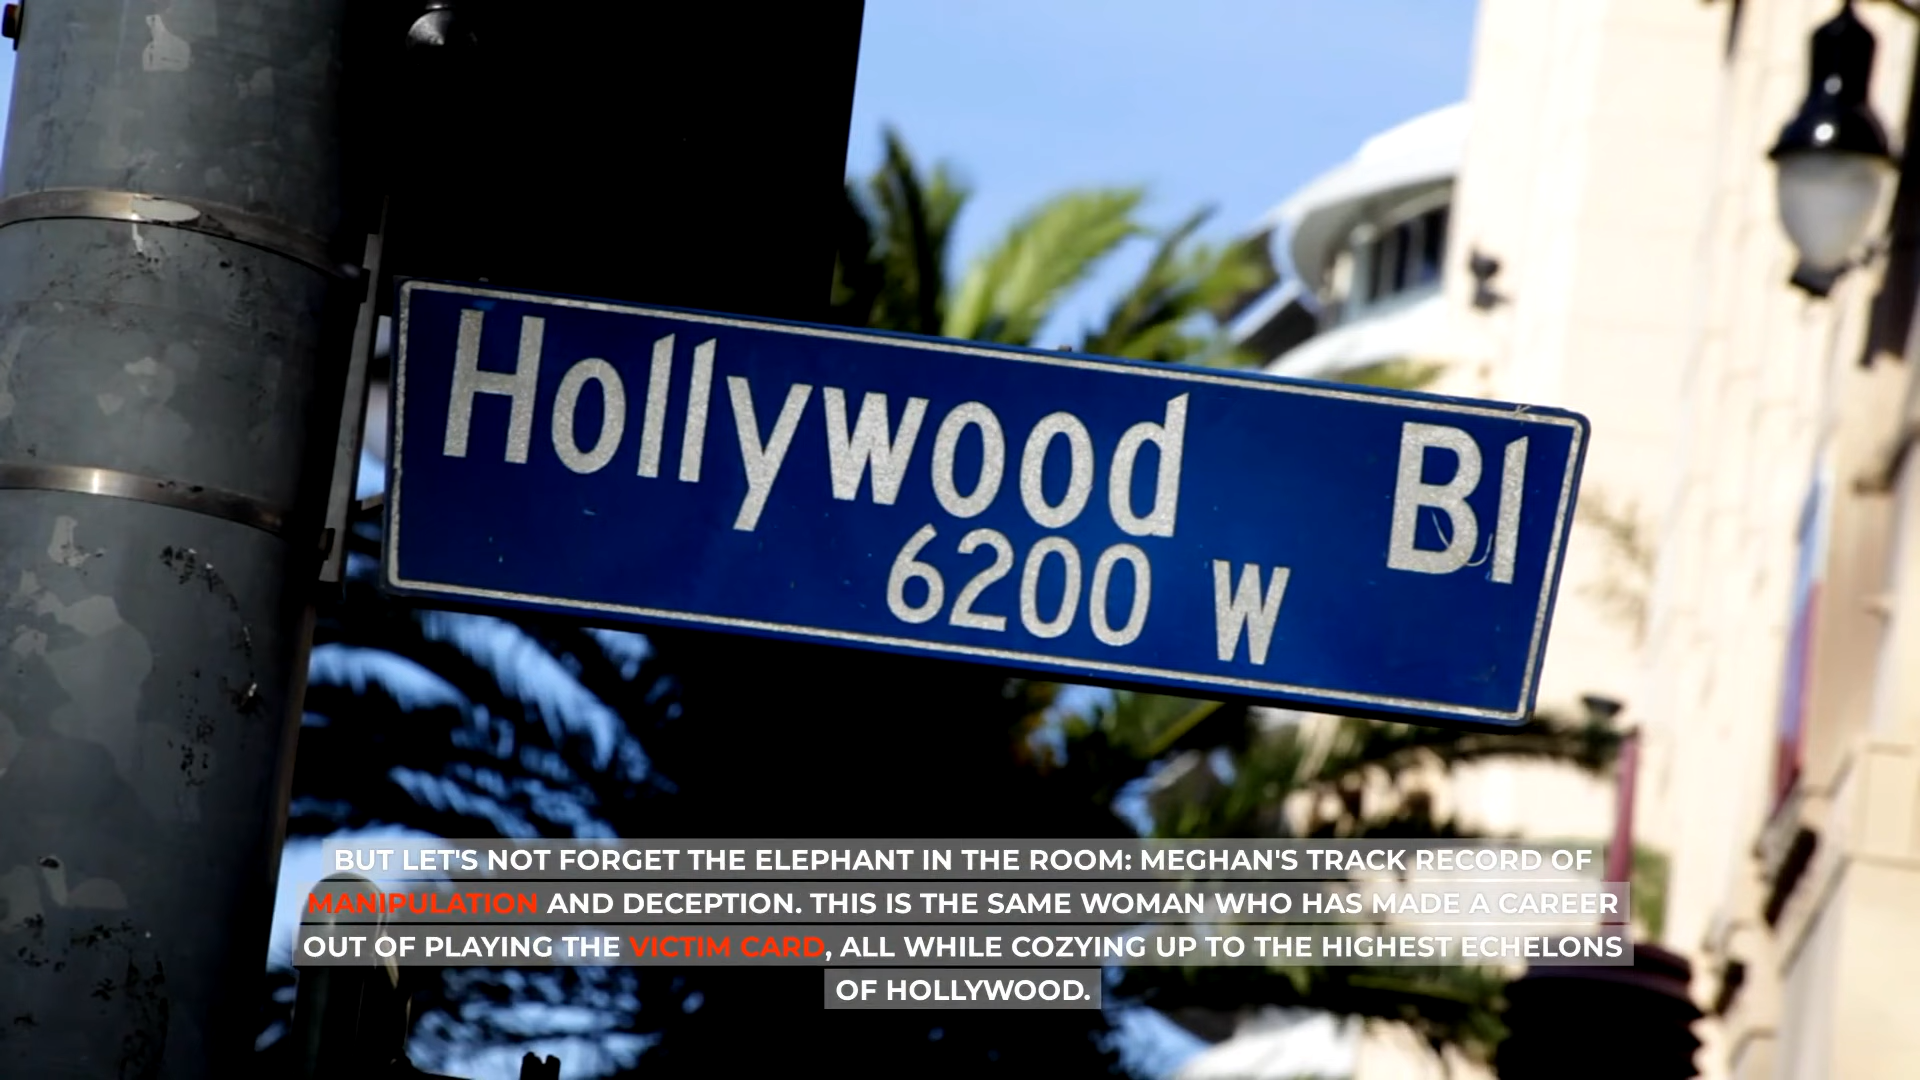 Hollywood Bl
6200 W
BUT LET'S NOT FORGET THE ELEPHANT IN THE ROOM: MEGHAN'S TRACK RECORD OF
MANIPULATION AND DECEPTION. THIS IS THE SAME WOMAN WHO HAS MADE A CAREER
OUT OF PLAYING THE VICTIM CARD, ALL WHILE COZYING UP TO THE HIGHEST ECHELONS
OF HOLLYWOOD.